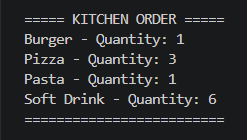 ===== KITCHEN ORDER =====
Burger - Quantity: 1
Pizza - Quantity: 3
Pasta - Quantity: 1
Soft Drink - Quantity: 6
=========================